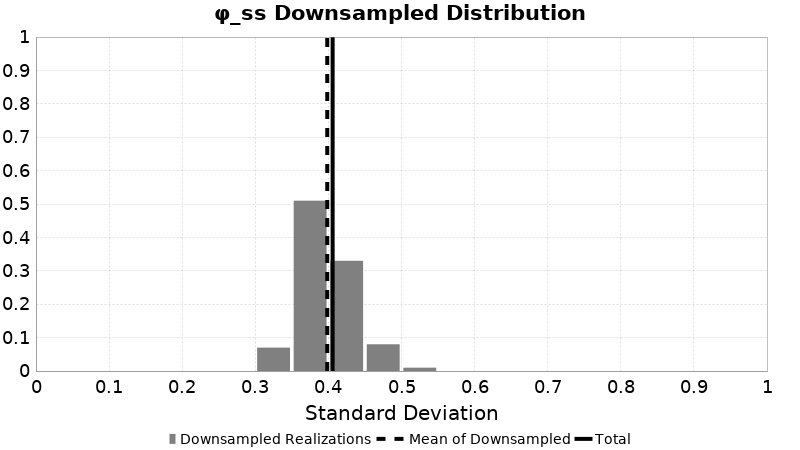 φ_ss Downsampled Distribution
1
0.9
0.8
0.7
0.6
0.5
0.4
0.3
0.2
0.1
0
0 0.1 0.2 0.3 0.4 0.5 0.6 0.7 0.8 0.9 1
Standard Deviation
Downsampled Realizations Mean of Downsampled Total